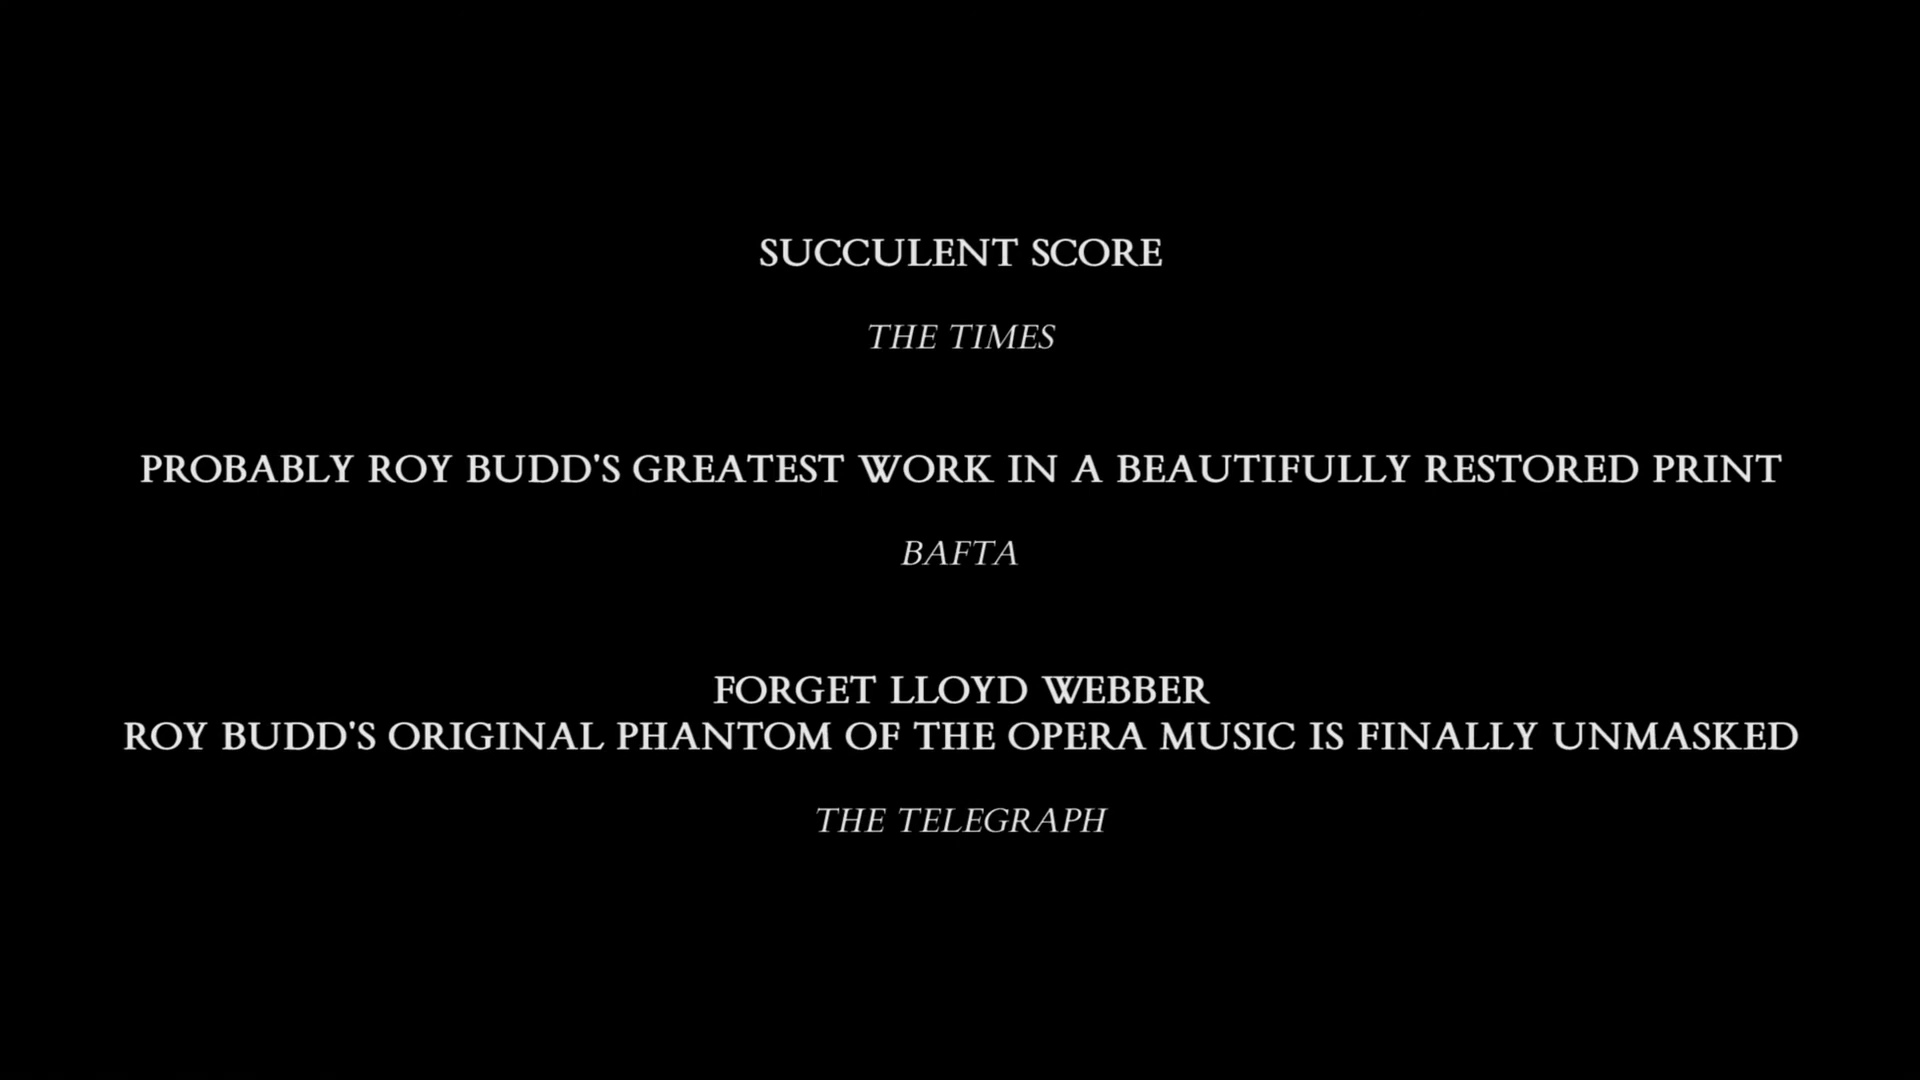 SUCCULENT SCORE
THE TIMES
PROBABLY ROY BUDD'S GREATEST WORK IN A BEAUTIFULLY RESTORED PRINT
BAFTA
FORGET LLOYD WEBBER
ROY BUDD'S ORIGINAL PHANTOM OF THE OPERA MUSIC IS FINALLY UNMASKED
THE TELEGRAPH